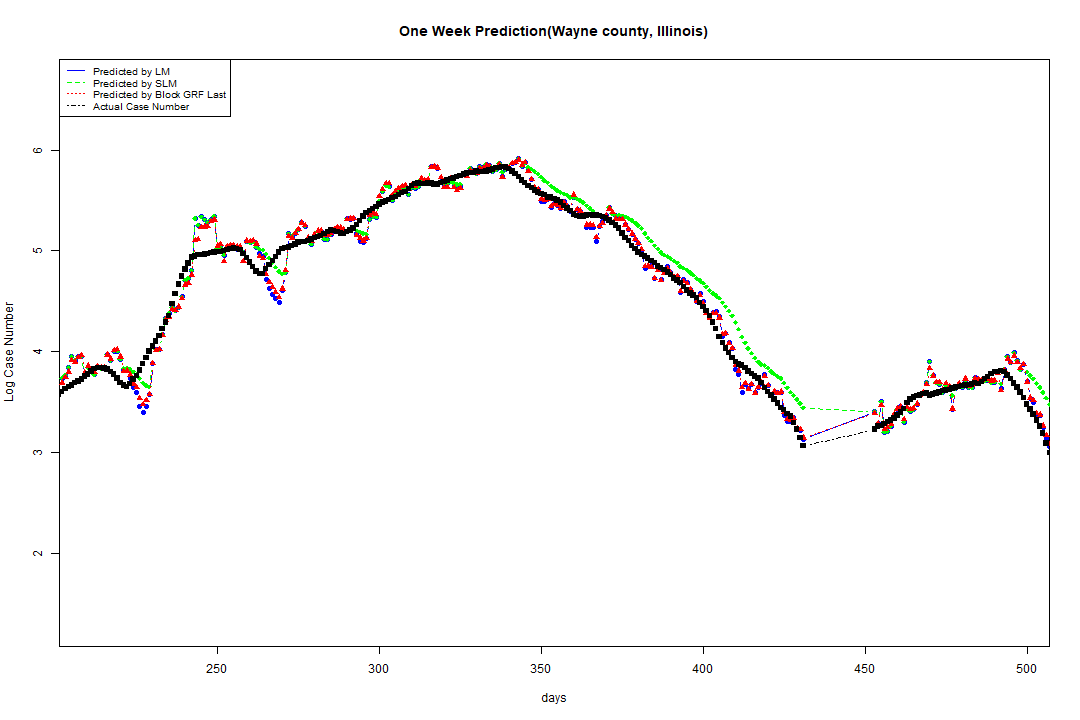 One Week Prediction(Wayne county, Illinois)
Predicted by LM
Predicted by SLM
Predicted by Block GRF Last
Actual Case Number
6
5
4
3
2
Log Case Number
250 300 350 400 450 500
days